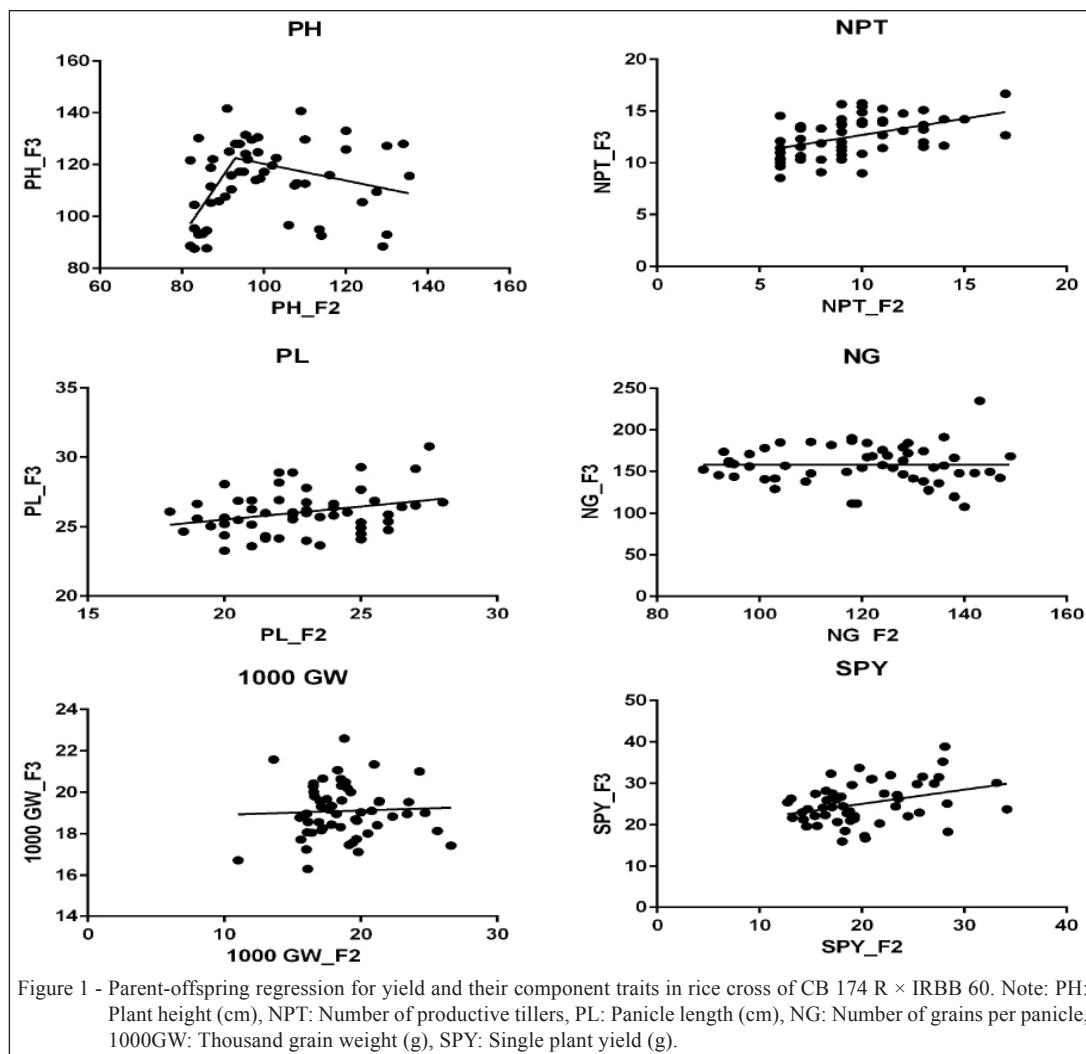 PH
160
140
120
100
80
60 80 100 120 140 160
PH_F3
PH_F2
NPT
20
15
10
5
0
0 5 10 15 20
NPT_F3
NPT_F2
PL
35
30
25
20
15 20 25 30
PL_F3
PL_F2
NG
250
200
150
100
50
0
80 100 120 140 160
NG_F3
NG F2
1000 GW
24
22
20
18
16
14
0 10 20 30
1000 GW_F3
1000 GW_F2
SPY
50
40
30
20
10
0
0 10 20 30 40
SPY_F3
SPY_F2
Figure 1 - Parent-offspring regression for yield and their component traits in rice cross of CB 174 R × IRBB 60. Note: PH:
Plant height (cm), NPT: Number of productive tillers, PL: Panicle length (cm), NG: Number of grains per panicle,
1000GW: Thousand grain weight (g), SPY: Single plant yield (g).